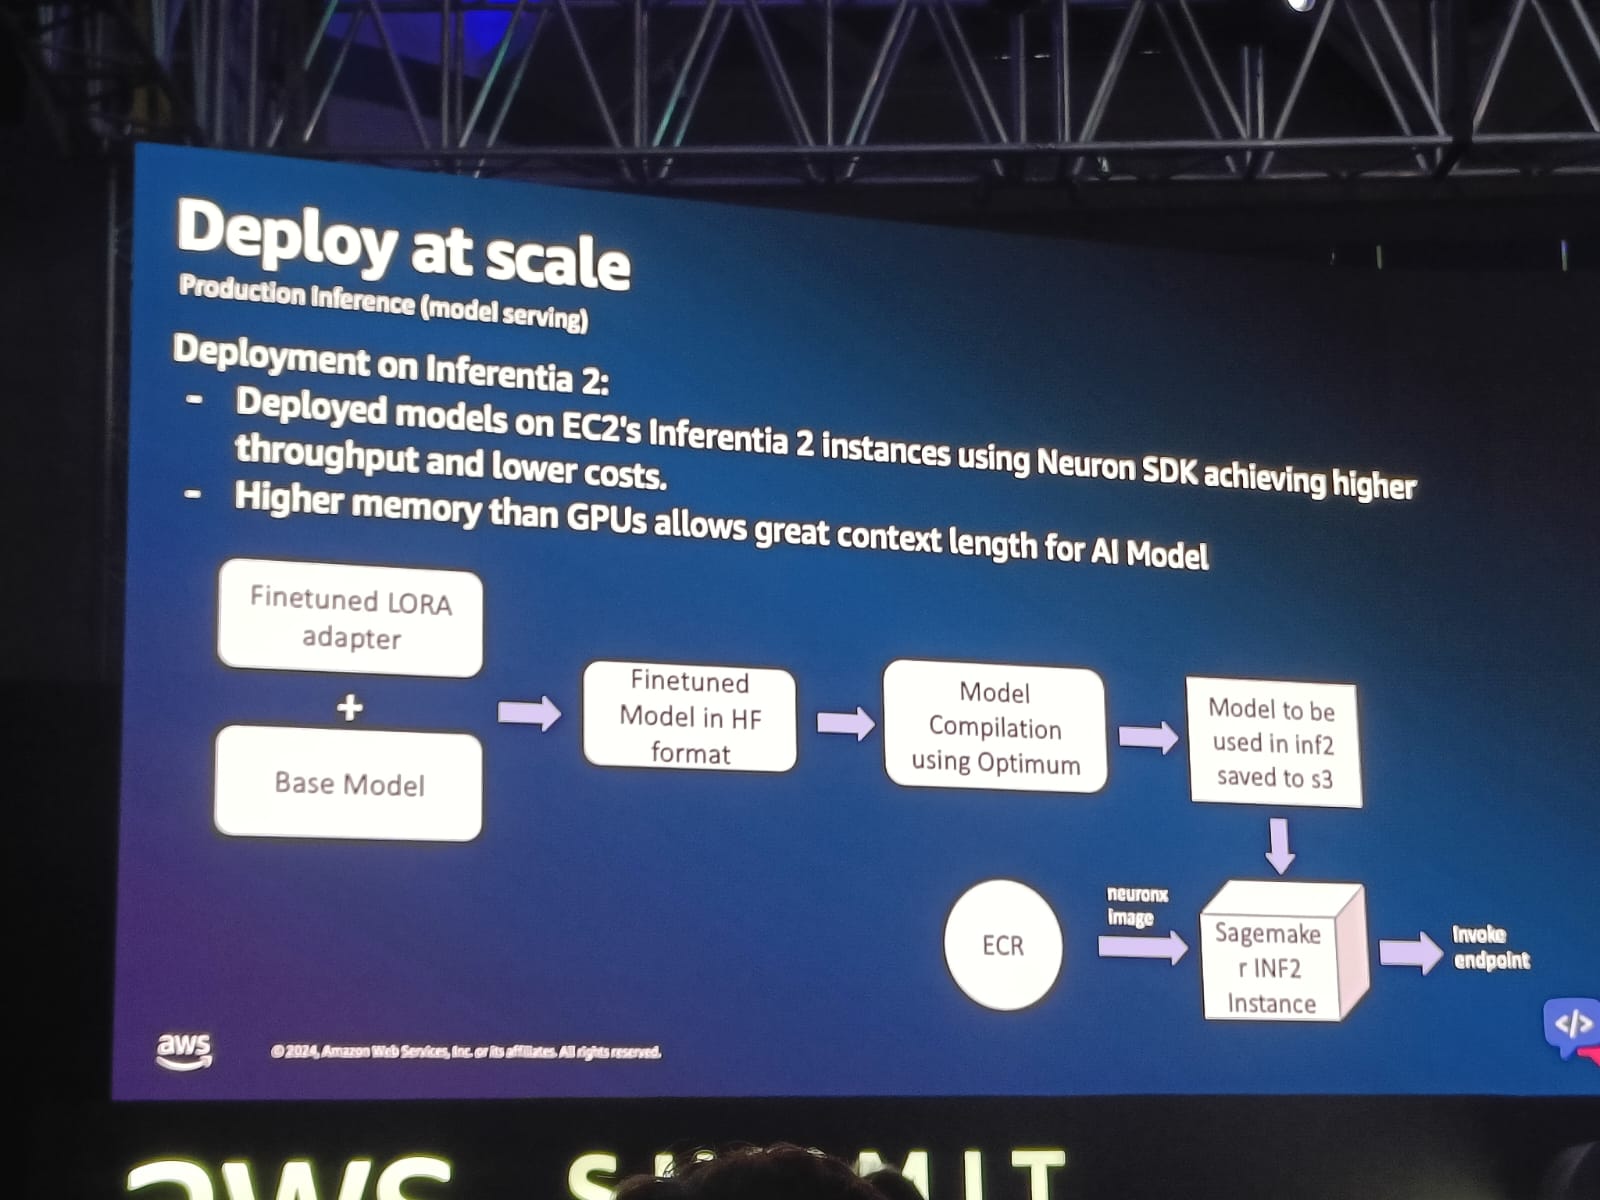 Deploy at scale
Production Inference (model serving)
Deployment on Inferentia 2:
- Deployed models on EC2's Inferentia 2 instances using Neuron SDK achieving higher
throughput and lower costs.
- Higher memory than GPUs allows great context length for AI Model
Finetuned LORA
adapter
+
Base Model
Finetuned
Model in HF
format
Model
Compilation
using Optimum
Model to be
used in inf2
saved to s3
ECR
neuronx
image
Sagemake
r INF2
Instance
Invoke
endpoint
</>
aws
© 2024, Amazon Web Services, Inc. or its affiliates. All rights reserved.
aws SUMMIT